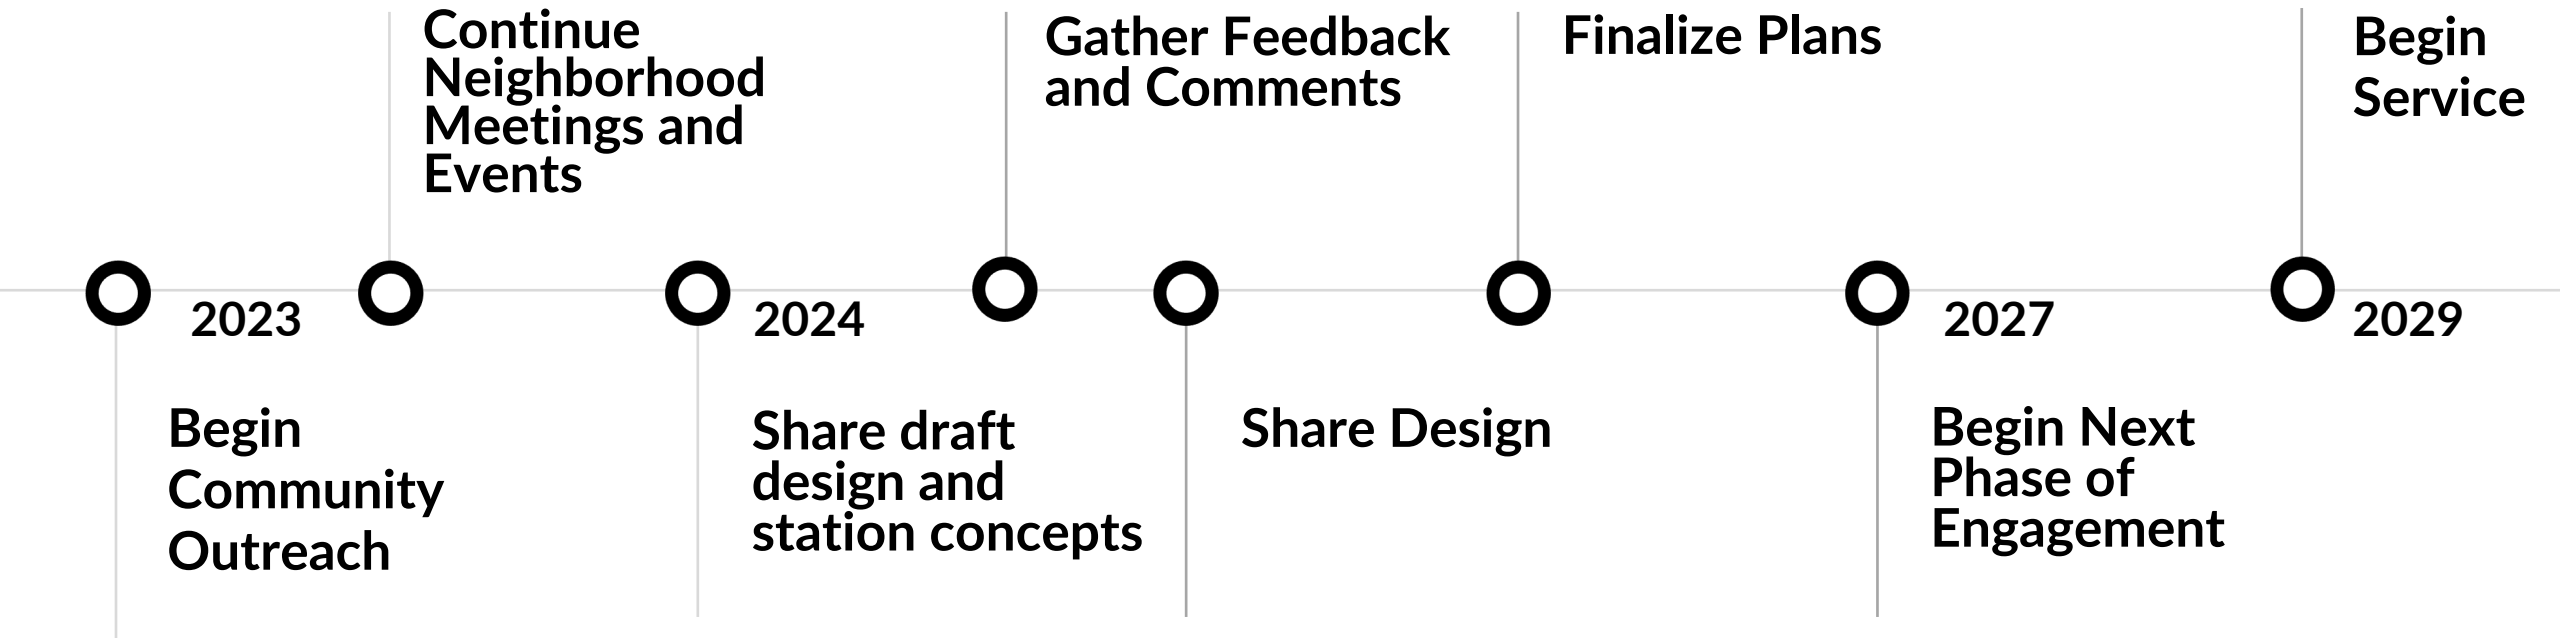 2023
Begin
Community
Outreach
Continue
Neighborhood
Meetings and
Events
2024
Share draft
design and
station concepts
Gather Feedback
and Comments
Share Design
Finalize Plans
2027
Begin Next
Phase of
Engagement
Begin
Service
2029